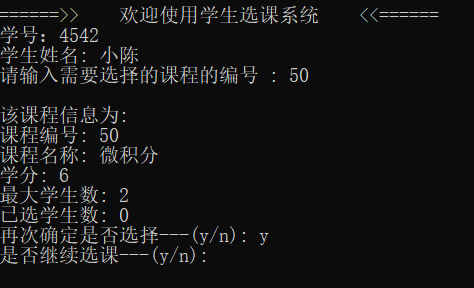 ======>>    欢迎使用学生选课系统    <<======
学号：4542
学生姓名: 小陈
请输入需要选择的课程的编号 : 50
该课程信息为:
课程编号: 50
课程名称: 微积分
学分: 6
最大学生数: 2
已选学生数: 0
再次确定是否选择---(y/n): y
是否继续选课---(y/n):